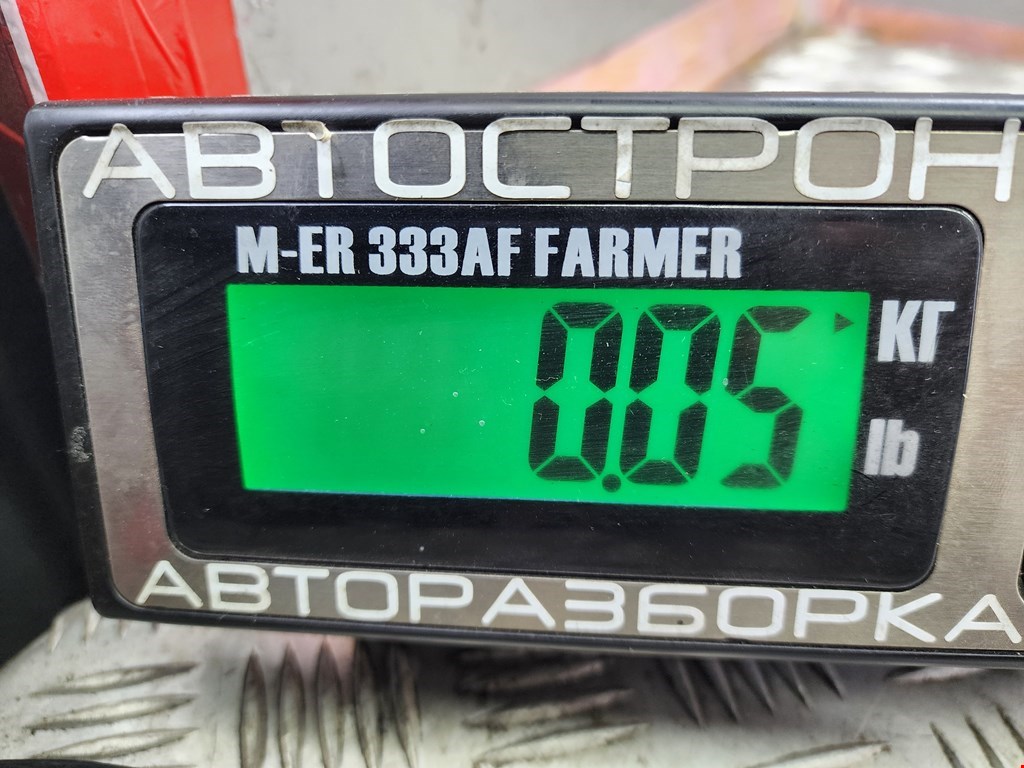 АВТОСТРОН
M-ER 333AF FARMER
0.05
КГ
lb
АВТОРАЗБОРКА